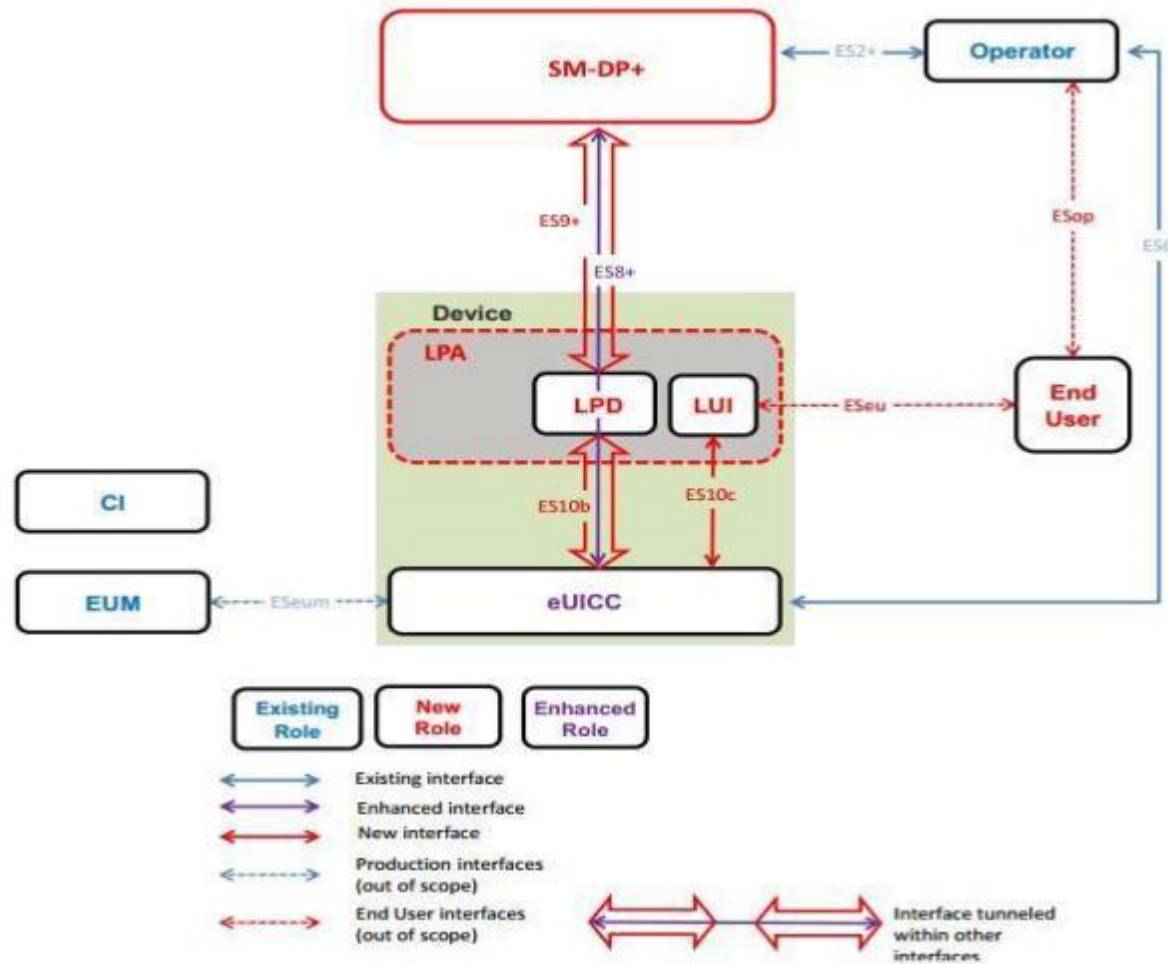 SM-DP+
ES2+
Operator
ES9+
ES8+
ESop
Device
LPA
LPD
LUI
ESeu
End
User
CI
ES10b
ES10c
EUM
ESeum
eUICC
Existing
Role
New
Role
Enhanced
Role
Existing interface
Enhanced interface
New interface
Production interfaces
(out of scope)
End User interfaces
(out of scope)
Interface tunneled
within other
interfaces